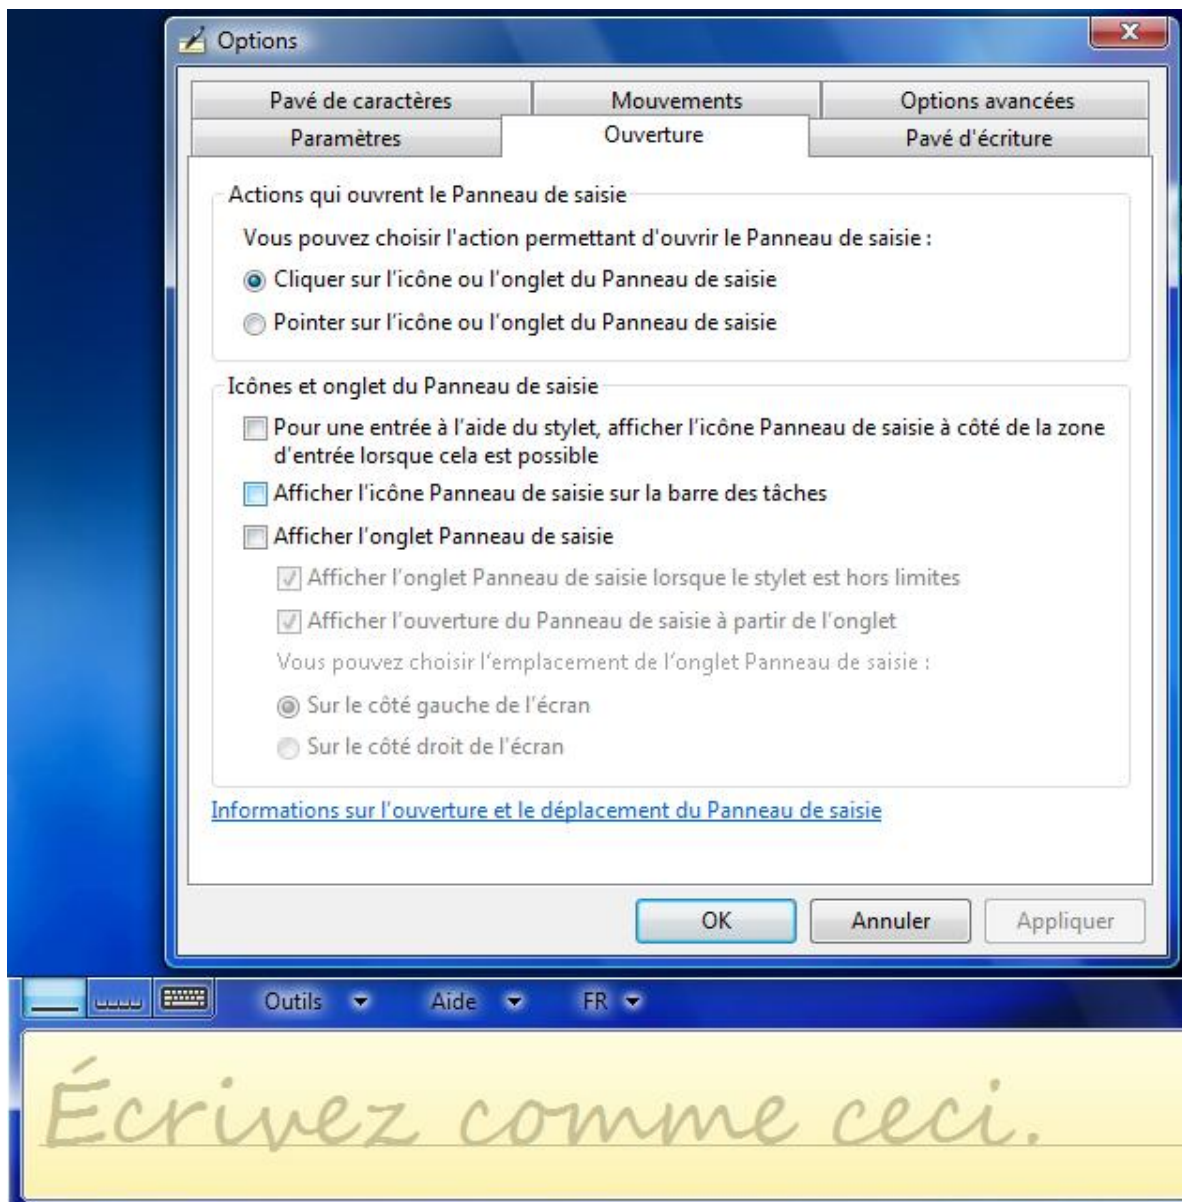 Options
Pavé de caractères
Mouvements
Options avancées
Paramètres
Ouverture
Pavé d'écriture
Actions qui ouvrent le Panneau de saisie
Vous pouvez choisir l'action permettant d'ouvrir le Panneau de saisie :
Cliquer sur l'icône ou l'onglet du Panneau de saisie
Pointer sur l'icône ou l'onglet du Panneau de saisie
Icônes et onglet du Panneau de saisie
Pour une entrée à l'aide du stylet, afficher l'icône Panneau de saisie à côté de la zone
d'entrée lorsque cela est possible
Afficher l'icône Panneau de saisie sur la barre des tâches
Afficher l'onglet Panneau de saisie
Afficher l'onglet Panneau de saisie lorsque le stylet est hors limites
Afficher l'ouverture du Panneau de saisie à partir de l'onglet
Vous pouvez choisir l'emplacement de l'onglet Panneau de saisie :
Sur le côté gauche de l'écran
Sur le côté droit de l'écran
Informations sur l'ouverture et le déplacement du Panneau de saisie
OK
Annuler
Appliquer
Outils
Aide
FR
Écrivez comme ceci.